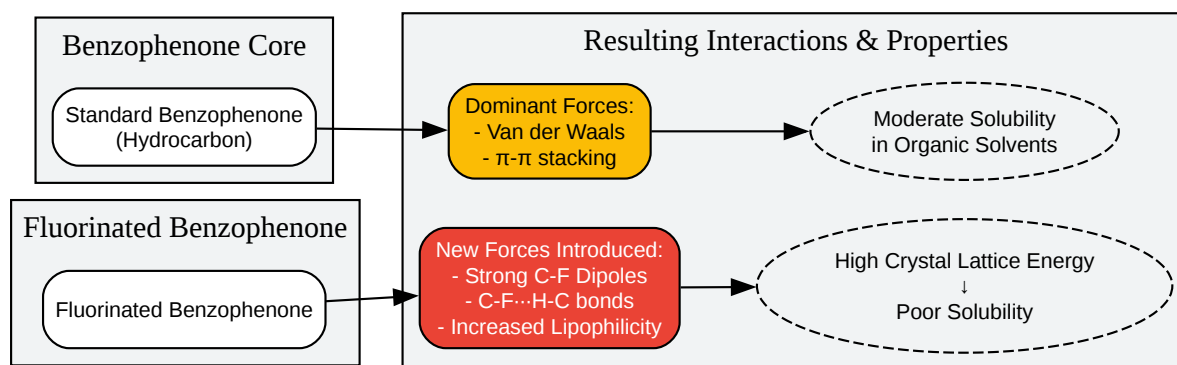 Benzophenone Core
Standard Benzophenone
(Hydrocarbon)
Fluorinated Benzophenone
Fluorinated Benzophenone
Resulting Interactions & Properties
Dominant Forces:
- Van der Waals
- π-π stacking
Moderate Solubility
in Organic Solvents
New Forces Introduced:
- Strong C-F Dipoles
- C-F···H-C bonds
- Increased Lipophilicity
High Crystal Lattice Energy
↓
Poor Solubility